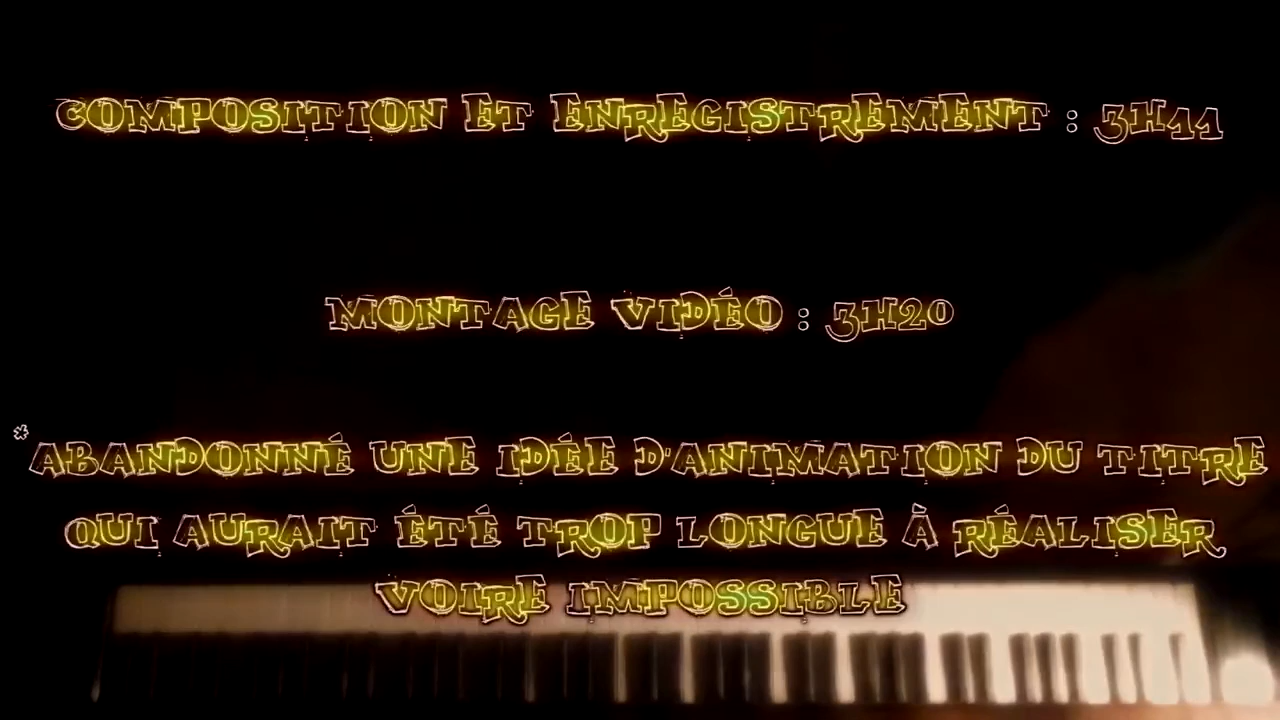 COMPOSITION ET ENREGISTREMENT : 3H11
MONTAGE VIDÉO : 3H20
*ABANDONNÉ UNE IDÉE D'ANIMATION DU TITRE
QUI AURAIT ÉTÉ TROP LONGUE À RÉALISER
VOIRE IMPOSSIBLE